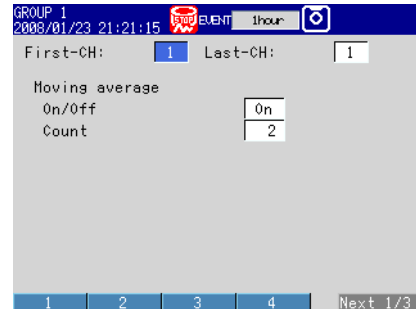 GROUP 1
2008/01/23 21:21:15 STOP EVENT 1hour
First-CH: 1 Last-CH: 1
Moving average
On/Off On
Count 2
1 2 3 4 Next 1/3